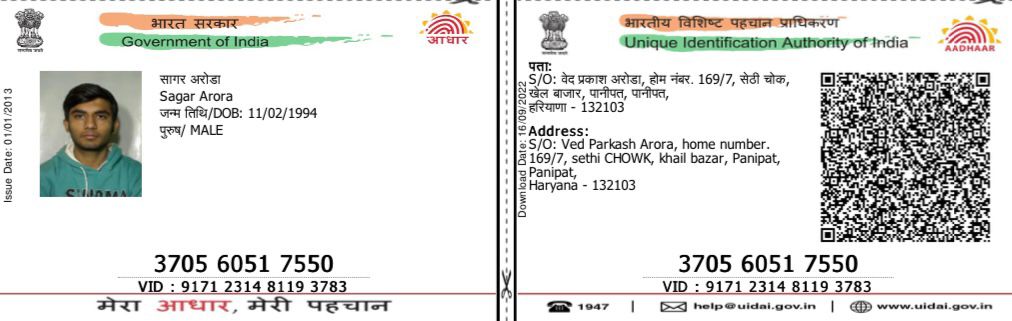 भारत सरकार
Government of India
आधार
Issue Date: 01/01/2013
सागर अरोडा
Sagar Arora
जन्म तिथि/DOB: 11/02/1994
पुरुष/ MALE
3705 6051 7550
VID : 9171 2314 8119 3783
मेरा आधार, मेरी पहचान
भारतीय विशिष्ट पहचान प्राधिकरण
Unique Identification Authority of India
AADHAAR
Download Date: 16/09/2022
पता:
S/O: वेद प्रकाश अरोडा, होम नंबर. 169/7, सेठी चोक,
खेल बाजार, पानीपत, पानीपत,
हरियाणा - 132103
Address:
S/O: Ved Parkash Arora, home number.
169/7, sethi CHOWK, khail bazar, Panipat,
Panipat,
Haryana - 132103
3705 6051 7550
VID : 9171 2314 8119 3783
1947 | help@uidai.gov.in | www.uidai.gov.in